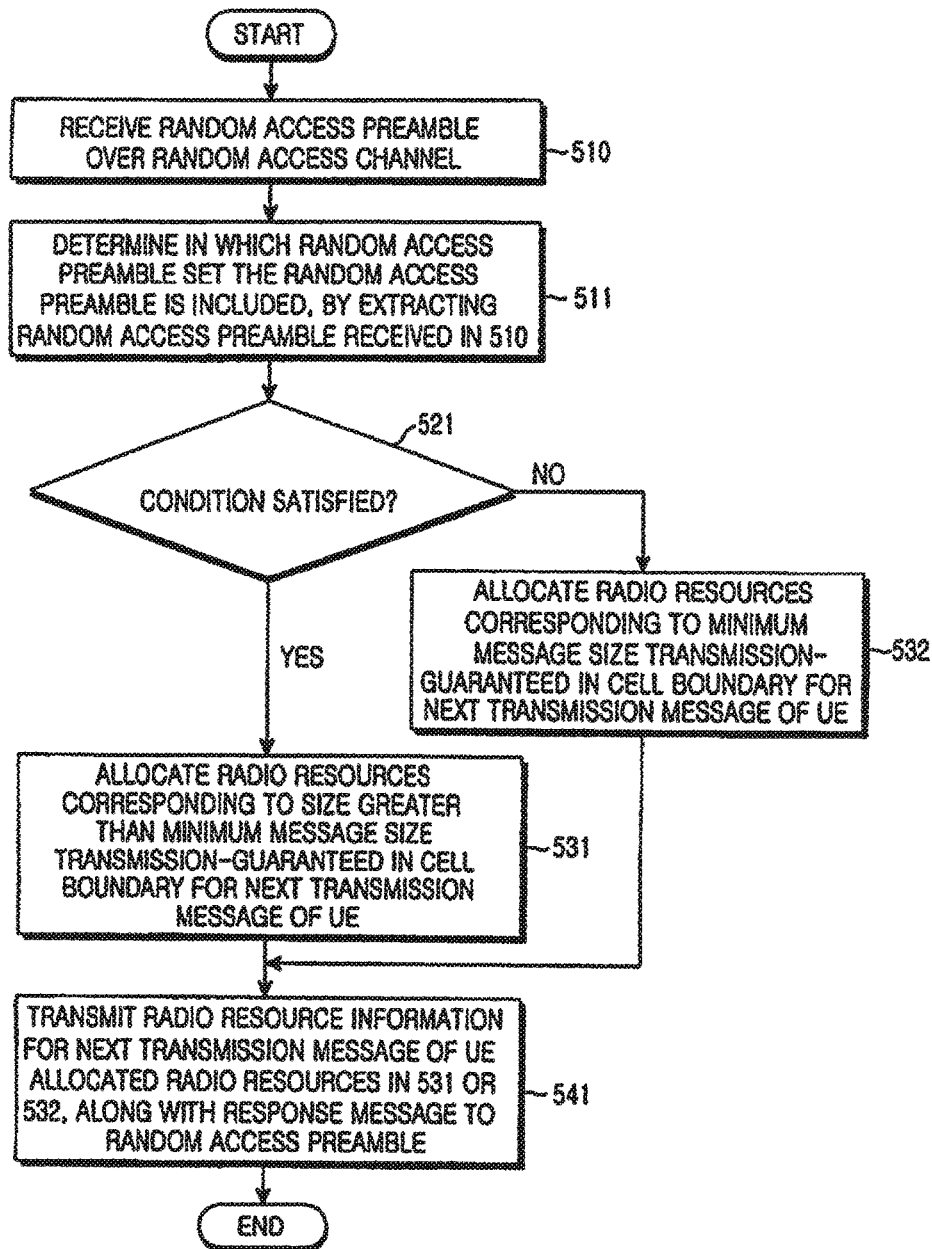 START
RECEIVE RANDOM ACCESS PREAMBLE
OVER RANDOM ACCESS CHANNEL
510
DETERMINE IN WHICH RANDOM ACCESS
PREAMBLE SET THE RANDOM ACCESS
PREAMBLE IS INCLUDED, BY EXTRACTING
RANDOM ACCESS PREAMBLE RECEIVED IN 510
511
521
CONDITION SATISFIED?
NO
YES
ALLOCATE RADIO RESOURCES
CORRESPONDING TO MINIMUM
MESSAGE SIZE TRANSMISSION-
GUARANTEED IN CELL BOUNDARY FOR
NEXT TRANSMISSION MESSAGE OF UE
532
ALLOCATE RADIO RESOURCES
CORRESPONDING TO SIZE GREATER
THAN MINIMUM MESSAGE SIZE
TRANSMISSION-GUARANTEED IN CELL
BOUNDARY FOR NEXT TRANSMISSION
MESSAGE OF UE
531
TRANSMIT RADIO RESOURCE INFORMATION
FOR NEXT TRANSMISSION MESSAGE OF UE
ALLOCATED RADIO RESOURCES IN 531 OR
532, ALONG WITH RESPONSE MESSAGE TO
RANDOM ACCESS PREAMBLE
541
END